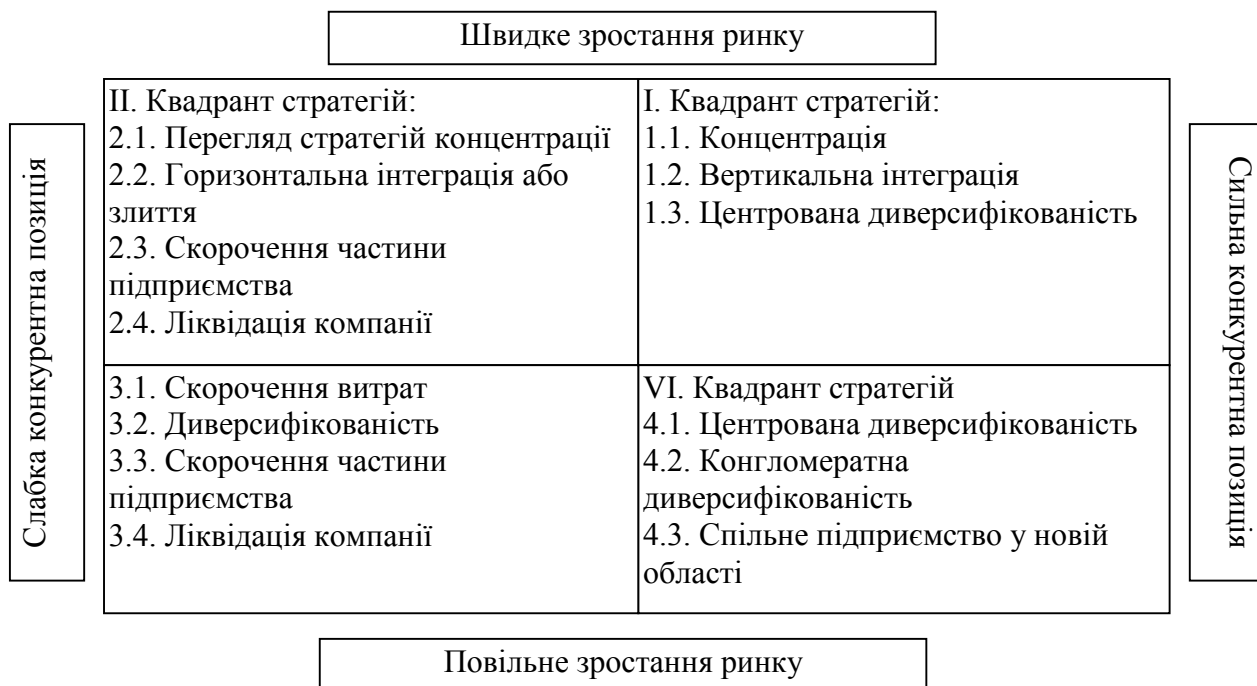 Швидке зростання ринку
Слабка конкурентна позиція
II. Квадрант стратегій:
2.1. Перегляд стратегій концентрації
2.2. Горизонтальна інтеграція або
злиття
2.3. Скорочення частини
підприємства
2.4. Ліквідація компанії
I. Квадрант стратегій:
1.1. Концентрація
1.2. Вертикальна інтеграція
1.3. Центрована диверсифікованість
Сильна конкурентна позиція
3.1. Скорочення витрат
3.2. Диверсифікованість
3.3. Скорочення частини
підприємства
3.4. Ліквідація компанії
VI. Квадрант стратегій
4.1. Центрована диверсифікованість
4.2. Конгломератна
диверсифікованість
4.3. Спільне підприємство у новій
області
Повільне зростання ринку